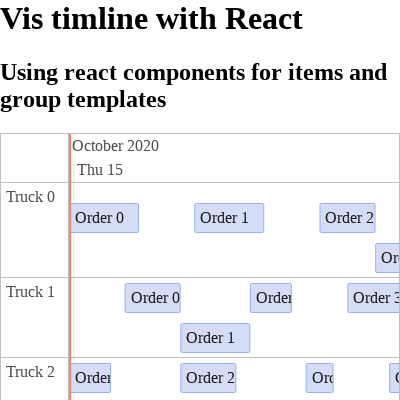 Vis timline with React
Using react components for items and
group templates
October 2020
Thu 15
Truck 0
Order 0
Order 1
Order 2
Truck 1
Order 0
Order 3
Order 1
Truck 2
Order 2